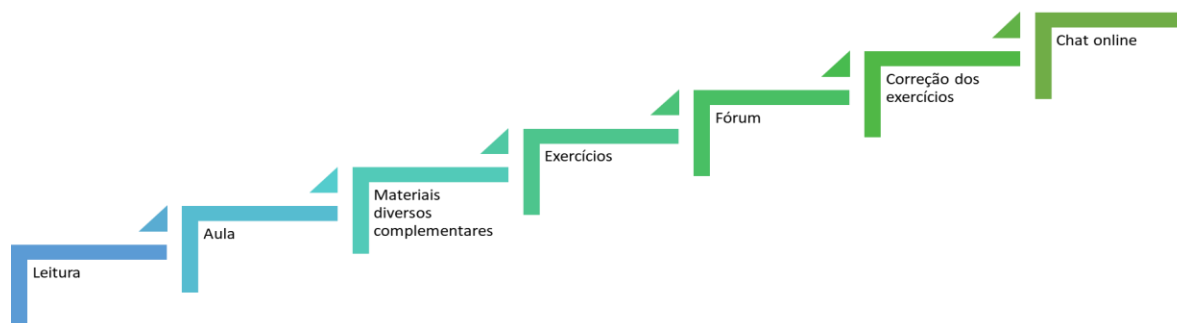 Leitura
Aula
Materiais
diversos
complementares
Exercícios
Fórum
Correção dos
exercícios
Chat online